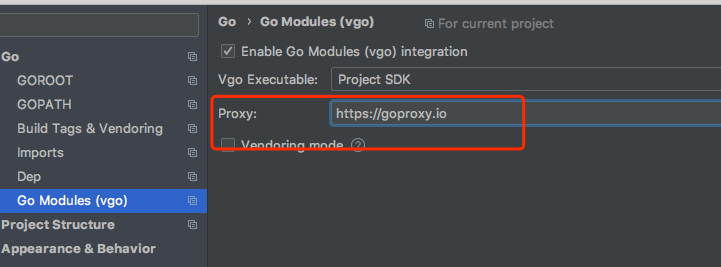 Go › Go Modules (vgo) For current project
Go
GOROOT
GOPATH
Build Tags & Vendoring
Imports
Dep
Go Modules (vgo)
Project Structure
Appearance & Behavior
Enable Go Modules (vgo) integration
Vgo Executable: Project SDK
Proxy: https://goproxy.io
Vendoring mode ?